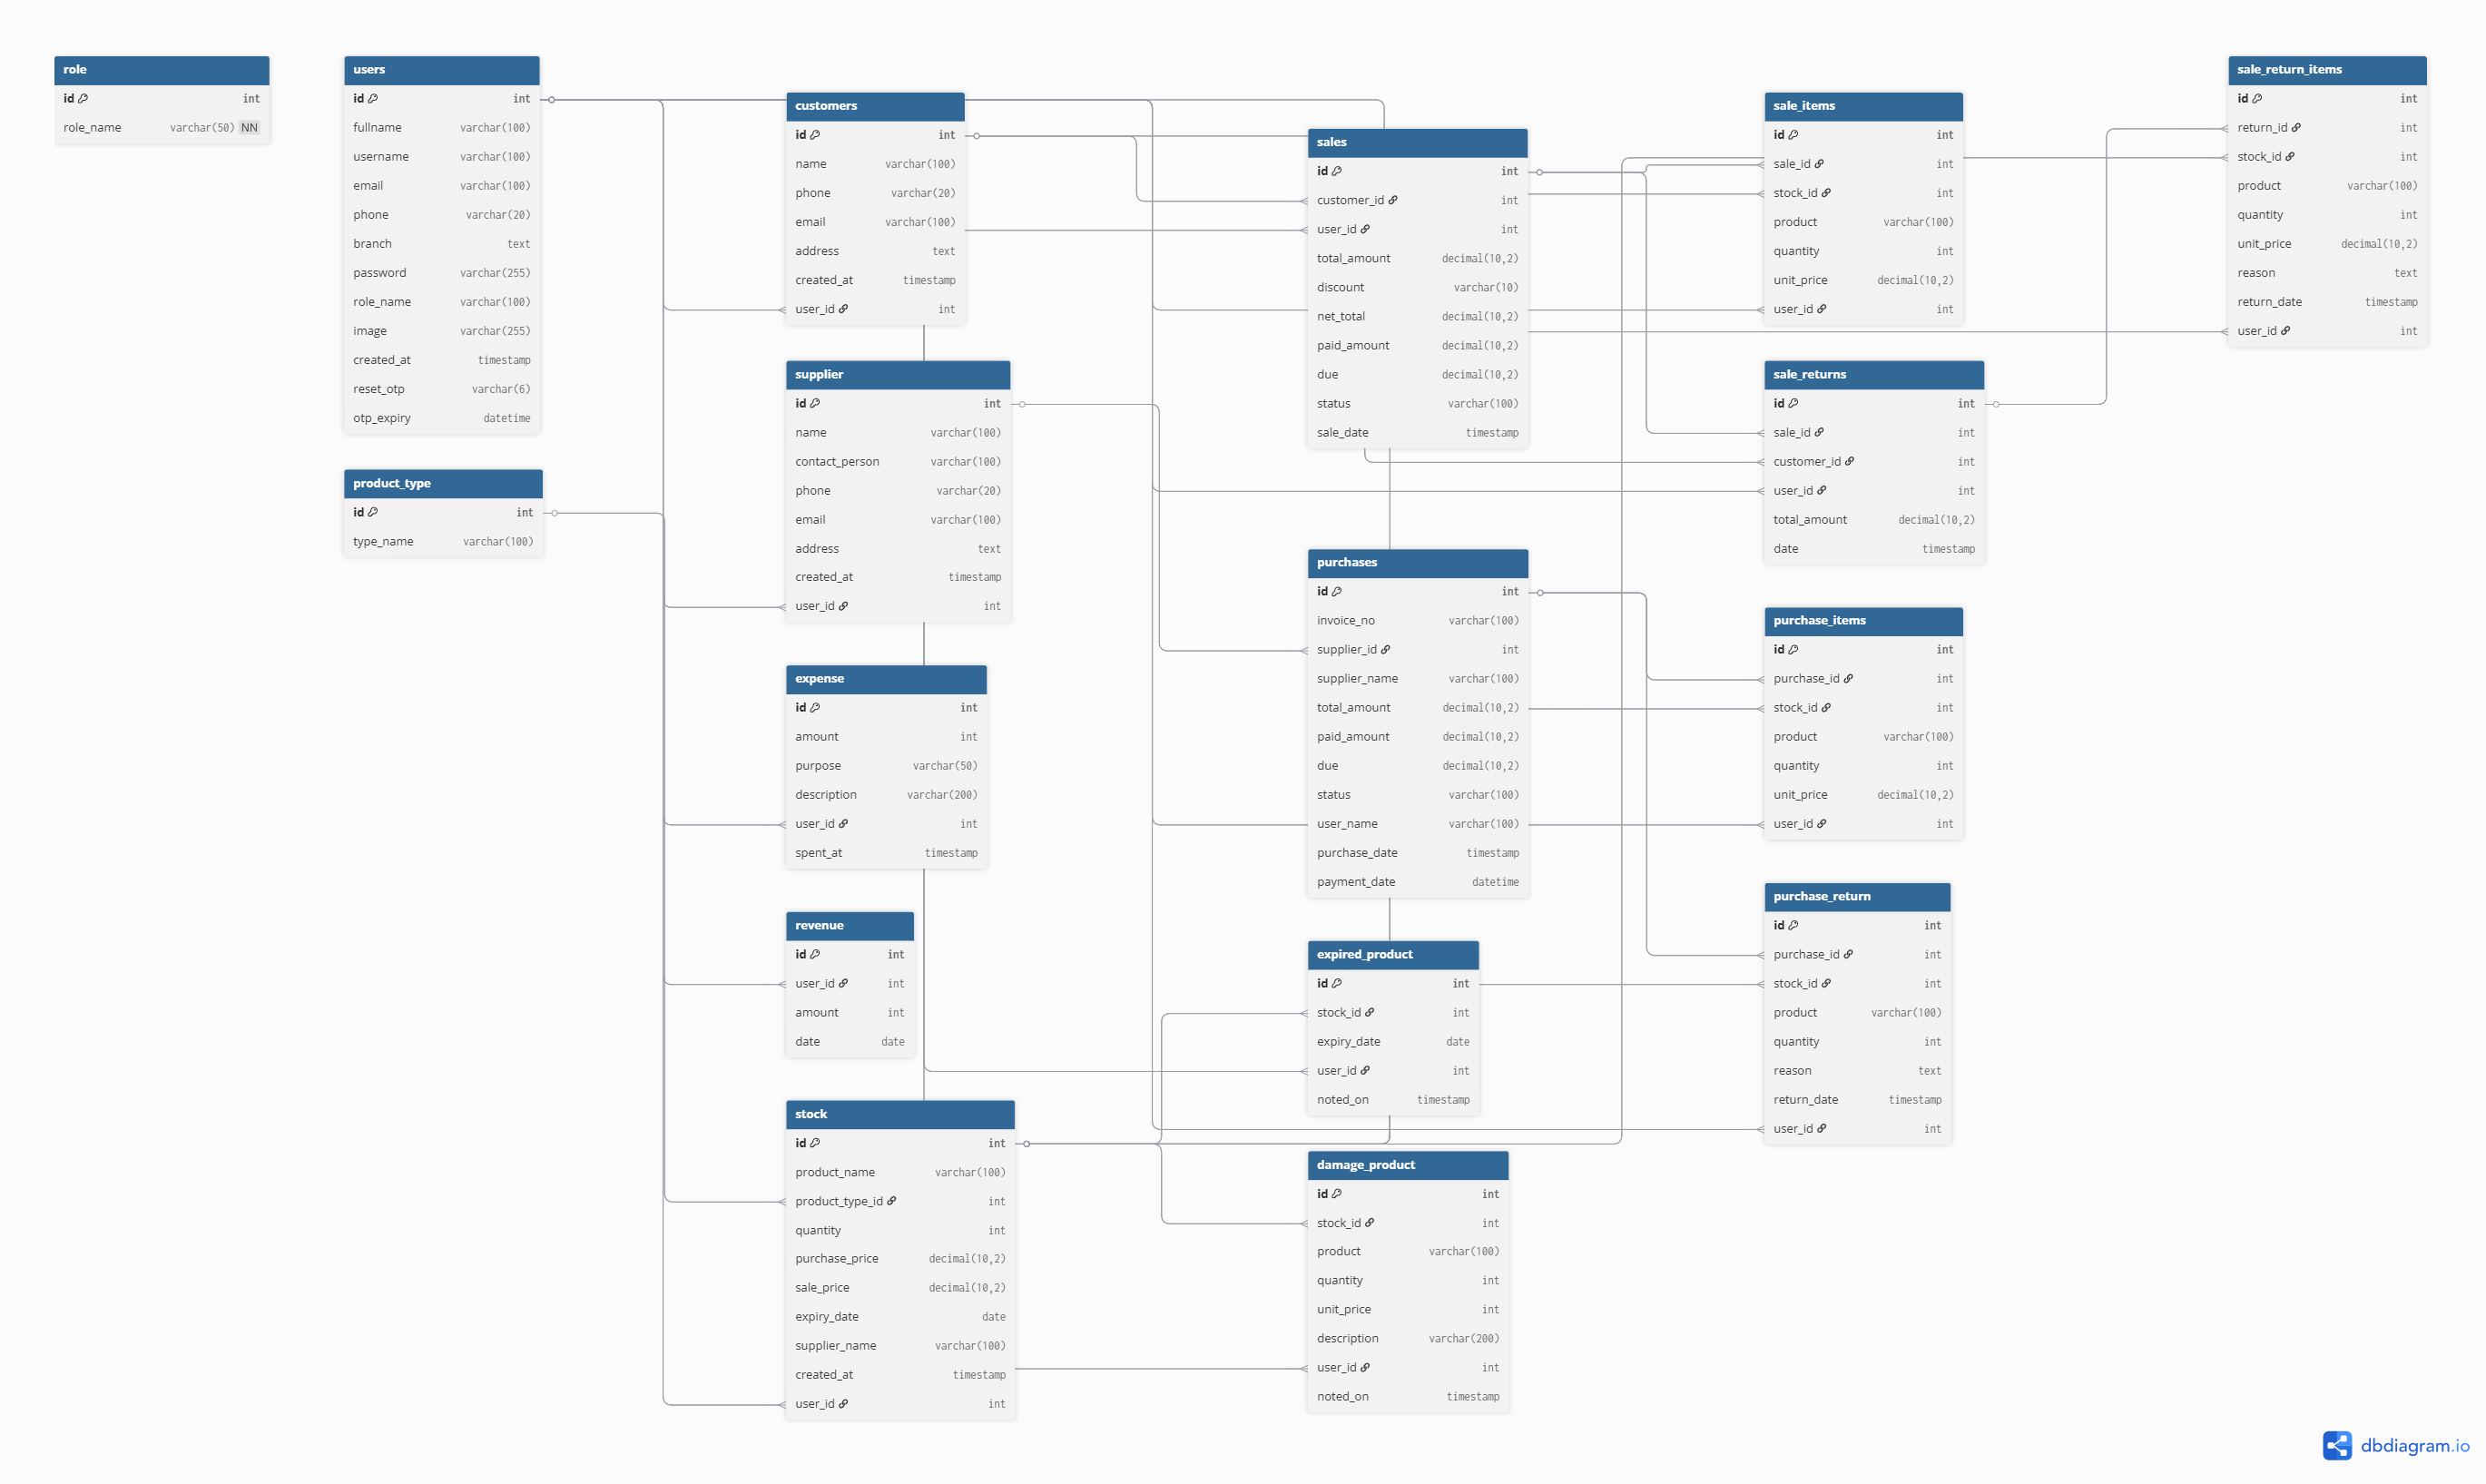 role
id int
role_name varchar(50) NN
users
id int
fullname varchar(100)
username varchar(100)
email varchar(100)
phone varchar(20)
branch text
password varchar(255)
role_name varchar(100)
image varchar(255)
created_at timestamp
reset_otp varchar(6)
otp_expiry datetime
product_type
id int
type_name varchar(100)
customers
id int
name varchar(100)
phone varchar(20)
email varchar(100)
address text
created_at timestamp
user_id int
supplier
id int
name varchar(100)
contact_person varchar(100)
phone varchar(20)
email varchar(100)
address text
created_at timestamp
user_id int
expense
id int
amount int
purpose varchar(50)
description varchar(200)
user_id int
spent_at timestamp
revenue
id int
user_id int
amount int
date date
stock
id int
product_name varchar(100)
product_type_id int
quantity int
purchase_price decimal(10,2)
sale_price decimal(10,2)
expiry_date date
supplier_name varchar(100)
created_at timestamp
user_id int
sales
id int
customer_id int
user_id int
total_amount decimal(10,2)
discount varchar(10)
net_total decimal(10,2)
paid_amount decimal(10,2)
due decimal(10,2)
status varchar(100)
sale_date timestamp
purchases
id int
invoice_no varchar(100)
supplier_id int
supplier_name varchar(100)
total_amount decimal(10,2)
paid_amount decimal(10,2)
due decimal(10,2)
status varchar(100)
user_name varchar(100)
purchase_date timestamp
payment_date datetime
expired_product
id int
stock_id int
expiry_date date
user_id int
noted_on timestamp
damage_product
id int
stock_id int
product varchar(100)
quantity int
unit_price int
description varchar(200)
user_id int
noted_on timestamp
sale_items
id int
sale_id int
stock_id int
product varchar(100)
quantity int
unit_price decimal(10,2)
user_id int
sale_returns
id int
sale_id int
customer_id int
user_id int
total_amount decimal(10,2)
date timestamp
purchase_items
id int
purchase_id int
stock_id int
product varchar(100)
quantity int
unit_price decimal(10,2)
user_id int
purchase_return
id int
purchase_id int
stock_id int
product varchar(100)
quantity int
reason text
return_date timestamp
user_id int
sale_return_items
id int
return_id int
stock_id int
product varchar(100)
quantity int
unit_price decimal(10,2)
reason text
return_date timestamp
user_id int
dbdiagram.io